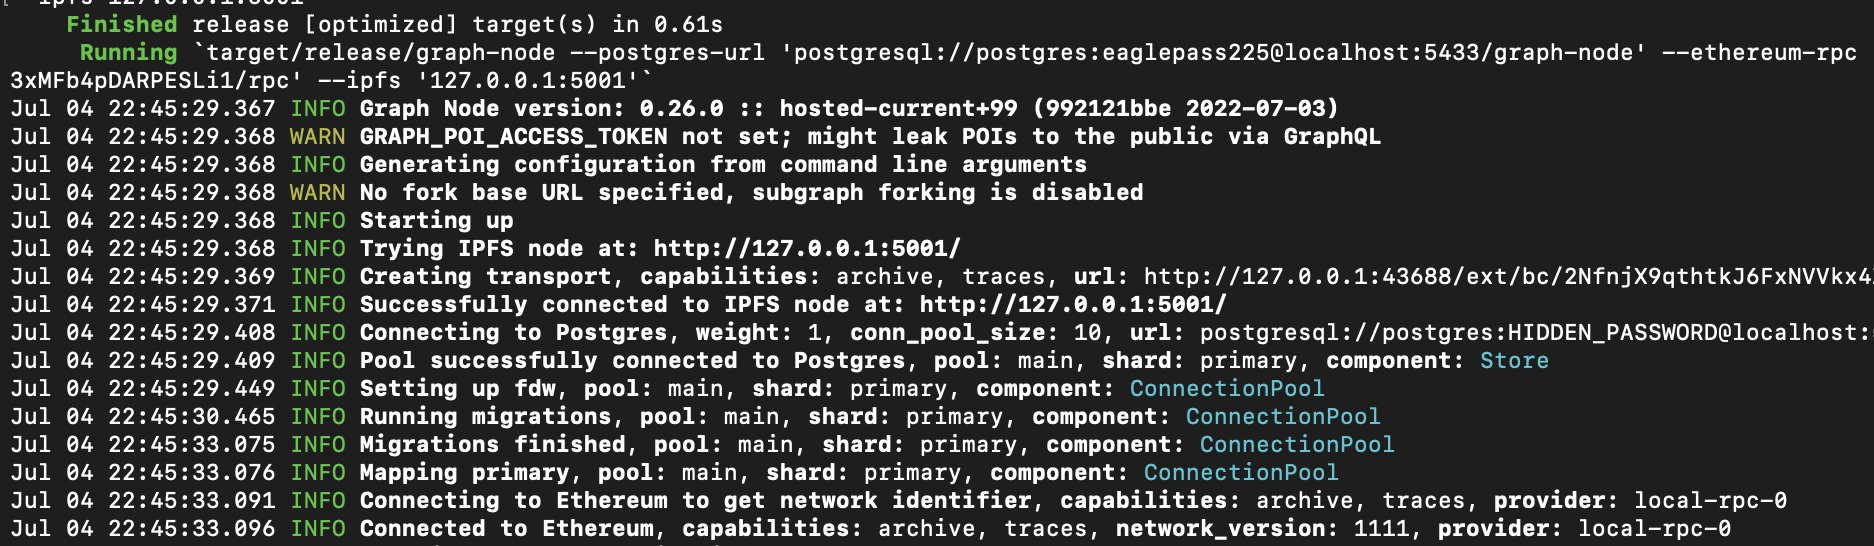 ipfs 127.0.0.1:5001
Finished release [optimized] target(s) in 0.61s
Running `target/release/graph-node --postgres-url 'postgresql://postgres:eaglepass225@localhost:5433/graph-node' --ethereum-rpc
3xMFb4pDARPESLi1/rpc' --ipfs '127.0.0.1:5001'`
Jul 04 22:45:29.367 INFO Graph Node version: 0.26.0 :: hosted-current+99 (992121bbe 2022-07-03)
Jul 04 22:45:29.368 WARN GRAPH_POI_ACCESS_TOKEN not set; might leak POIs to the public via GraphQL
Jul 04 22:45:29.368 INFO Generating configuration from command line arguments
Jul 04 22:45:29.368 WARN No fork base URL specified, subgraph forking is disabled
Jul 04 22:45:29.368 INFO Starting up
Jul 04 22:45:29.368 INFO Trying IPFS node at: http://127.0.0.1:5001/
Jul 04 22:45:29.369 INFO Creating transport, capabilities: archive, traces, url: http://127.0.0.1:43688/ext/bc/2NfnjX9qthtkJ6FxNVVkx4
Jul 04 22:45:29.371 INFO Successfully connected to IPFS node at: http://127.0.0.1:5001/
Jul 04 22:45:29.408 INFO Connecting to Postgres, weight: 1, conn_pool_size: 10, url: postgresql://postgres:HIDDEN_PASSWORD@localhost:
Jul 04 22:45:29.409 INFO Pool successfully connected to Postgres, pool: main, shard: primary, component: Store
Jul 04 22:45:29.449 INFO Setting up fdw, pool: main, shard: primary, component: ConnectionPool
Jul 04 22:45:30.465 INFO Running migrations, pool: main, shard: primary, component: ConnectionPool
Jul 04 22:45:33.075 INFO Migrations finished, pool: main, shard: primary, component: ConnectionPool
Jul 04 22:45:33.076 INFO Mapping primary, pool: main, shard: primary, component: ConnectionPool
Jul 04 22:45:33.091 INFO Connecting to Ethereum to get network identifier, capabilities: archive, traces, provider: local-rpc-0
Jul 04 22:45:33.096 INFO Connected to Ethereum, capabilities: archive, traces, network_version: 1111, provider: local-rpc-0